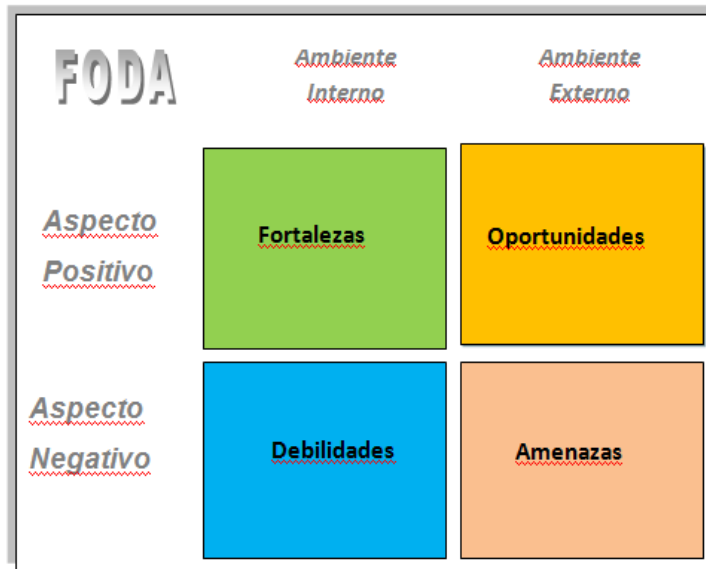 FODA
Ambiente
Interno
Ambiente
Externo
Aspecto
Positivo
Fortalezas
Oportunidades
Aspecto
Negativo
Debilidades
Amenazas